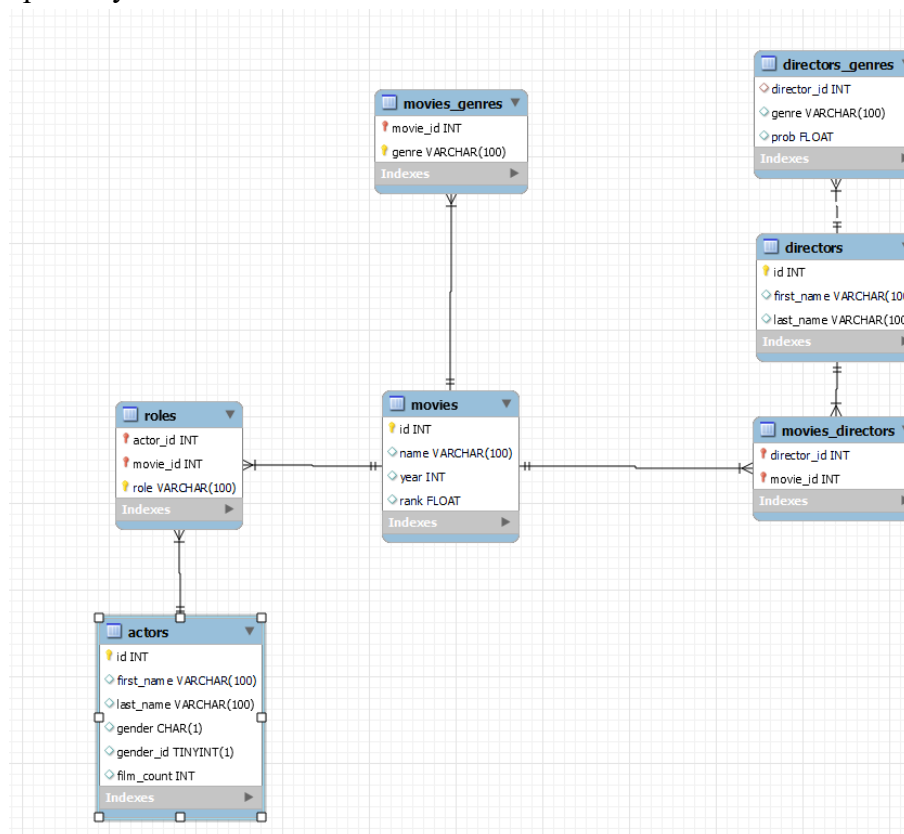 directors_genres
director_id INT
genre VARCHAR(100)
prob FLOAT
Indexes
movies_genres
movie_id INT
genre VARCHAR(100)
Indexes
directors
id INT
first_name VARCHAR(100
last_name VARCHAR(100
Indexes
movies
id INT
name VARCHAR(100)
year INT
rank FLOAT
Indexes
roles
actor_id INT
movie_id INT
role VARCHAR(100)
Indexes
movies_directors
director_id INT
movie_id INT
Indexes
actors
id INT
first_name VARCHAR(100)
last_name VARCHAR(100)
gender CHAR(1)
gender_id TINYINT(1)
film_count INT
Indexes